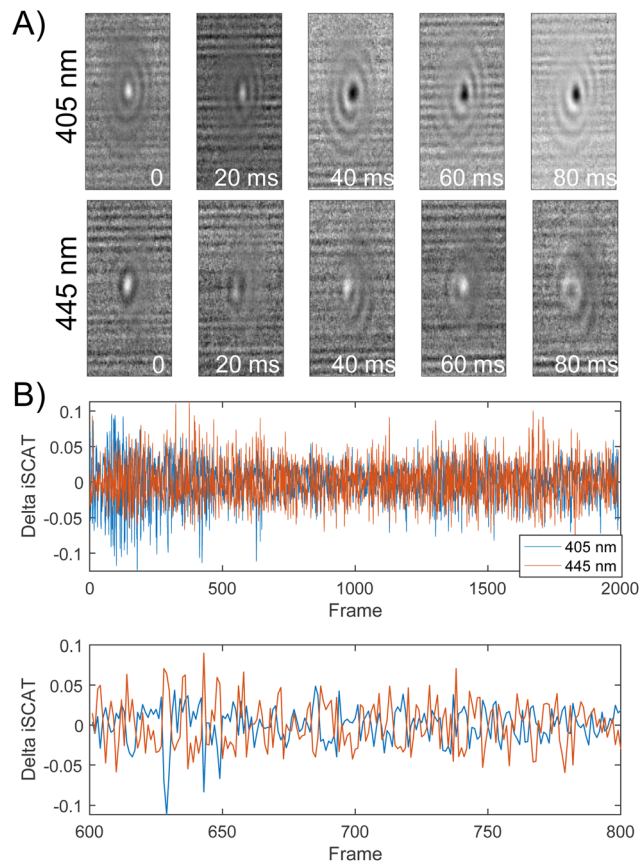 A)
405 nm
0
20 ms
40 ms
60 ms
80 ms
445 nm
0
20 ms
40 ms
60 ms
80 ms
B)
0.1
0.05
0
-0.05
-0.1
Delta iSCAT
405 nm
445 nm
0
500
1000
1500
2000
Frame
0.1
0.05
0
-0.05
-0.1
Delta iSCAT
600
650
700
750
800
Frame